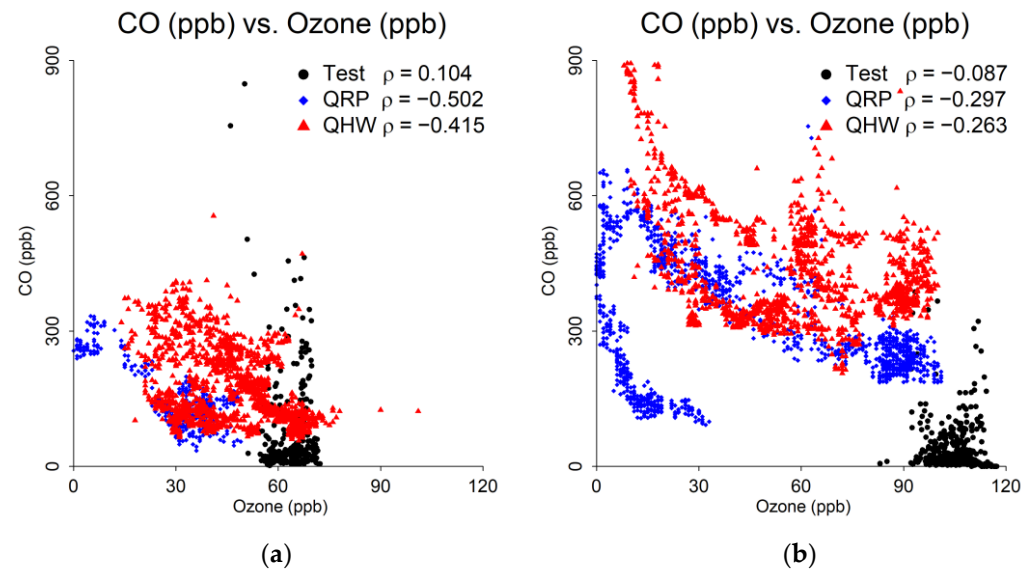 CO (ppb) vs. Ozone (ppb)
900
600
300
0
CO (ppb)
Test ρ = 0.104
QRP ρ = −0.502
QHW ρ = −0.415
0 30 60 90 120
Ozone (ppb)
(a)
CO (ppb) vs. Ozone (ppb)
900
600
300
0
CO (ppb)
Test ρ = −0.087
QRP ρ = −0.297
QHW ρ = −0.263
0 30 60 90 120
Ozone (ppb)
(b)